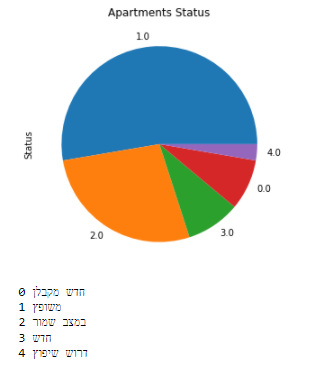 Apartments Status
1.0
Status
4.0
0.0
2.0
3.0
0 חדש מקבלן
1 משופץ
2 במצב שמור
3 חדש
4 דרוש שיפוץ